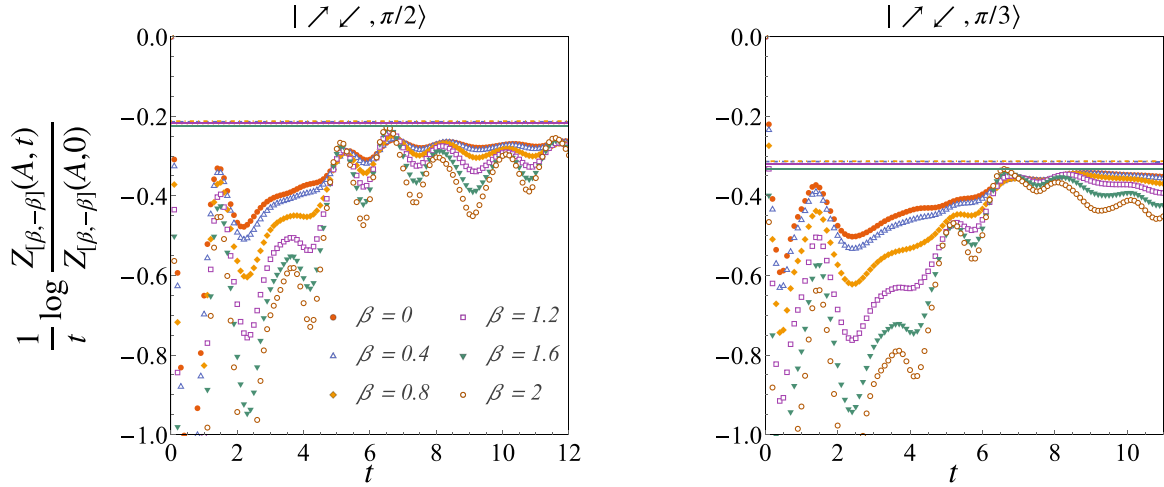 | ↗ ↙ , π/2⟩
| ↗ ↙ , π/3⟩
1/t log Z[β,−β](A, t)/Z[β,−β](A,0)
0.0
−0.2
−0.4
−0.6
−0.8
−1.0
0 2 4 6 8 10 12
t
β = 0
β = 0.4
β = 0.8
β = 1.2
β = 1.6
β = 2
0.0
−0.2
−0.4
−0.6
−0.8
−1.0
0 2 4 6 8 10
t